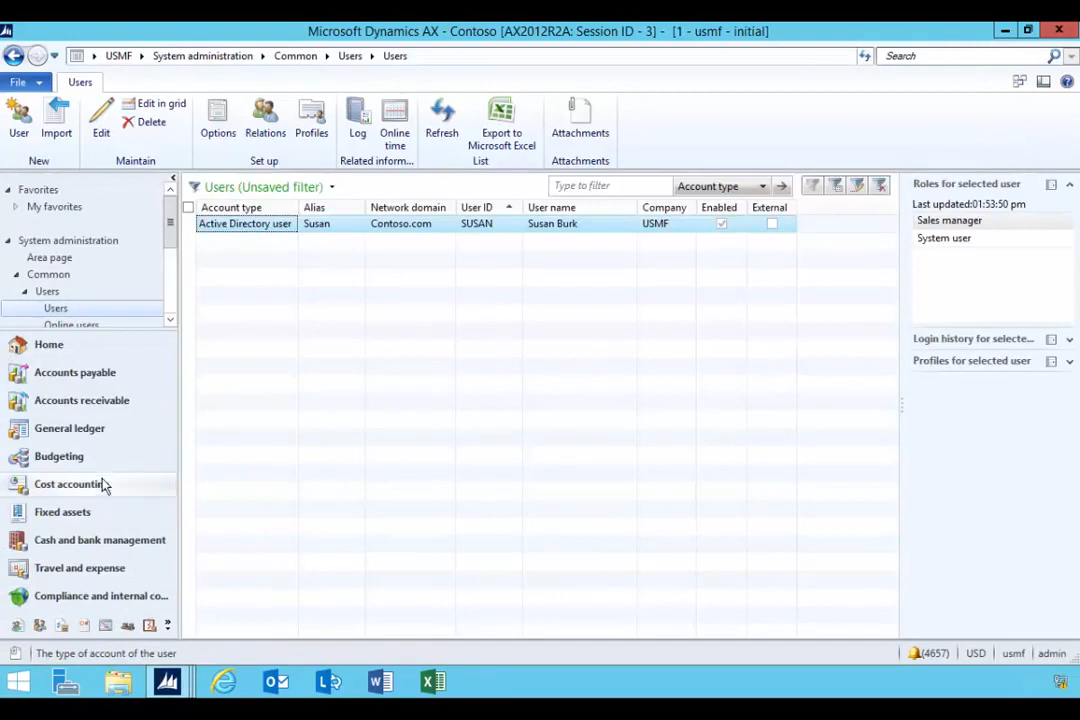 Microsoft Dynamics AX - Contoso [AX2012R2A: Session ID - 3] - [1 - usmf - initial]
USMF System administration Common Users Users
Search
File Users
User Import Edit Edit in grid Delete Options Relations Profiles Log Online time Refresh Export to Microsoft Excel Attachments
New Maintain Set up Related inform... List Attachments
Favorites
My favorites
System administration
Area page
Common
Users
Users
Online users
Home
Accounts payable
Accounts receivable
General ledger
Budgeting
Cost accounting
Fixed assets
Cash and bank management
Travel and expense
Compliance and internal co...
Users (Unsaved filter)
Type to filter Account type
Account type Alias Network domain User ID User name Company Enabled External
Active Directory user Susan Contoso.com SUSAN Susan Burk USMF
Roles for selected user
Last updated:01:53:50 pm
Sales manager
System user
Login history for selecte...
Profiles for selected user
The type of account of the user
(4657) USD usmf admin